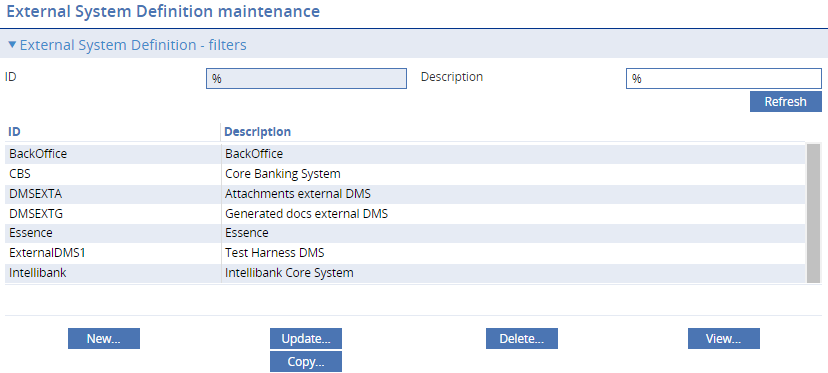 External System Definition maintenance
External System Definition - filters
ID % Description %
Refresh
ID Description
BackOffice BackOffice
CBS Core Banking System
DMSEXTA Attachments external DMS
DMSEXTG Generated docs external DMS
Essence Essence
ExternalDMS1 Test Harness DMS
Intellibank Intellibank Core System
New... Update... Delete... View...
Copy...